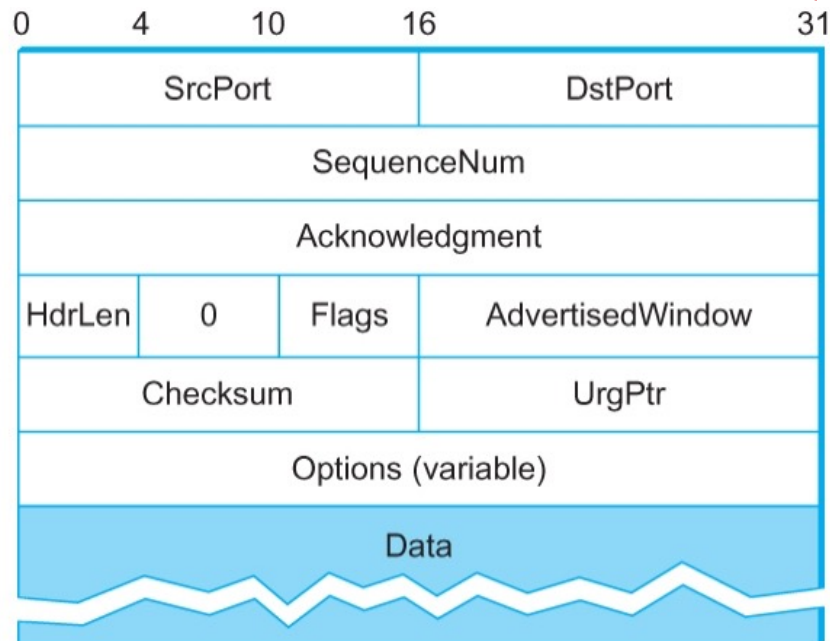 0 4 10 16 31
SrcPort DstPort
SequenceNum
Acknowledgment
HdrLen 0 Flags AdvertisedWindow
Checksum UrgPtr
Options (variable)
Data